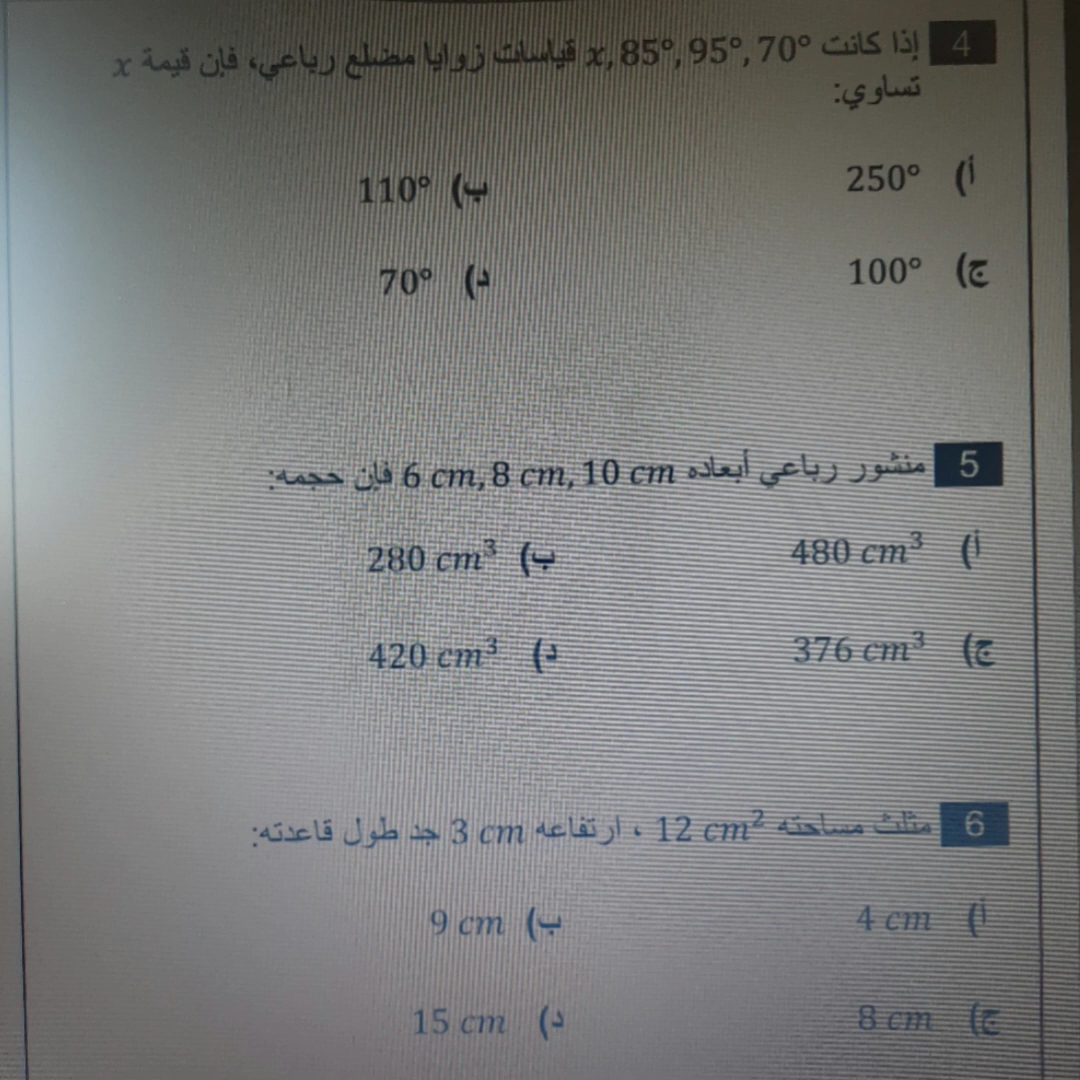 4 إذا كانت x, 85°, 95°, 70° قياسات زوايا مضلع رباعي، فإن قيمة x
تساوي:
أ) 250° ب) 110°
ج) 100° د) 70°
5 منشور رباعي أبعاده 6 cm, 8 cm, 10 cm فإن حجمه:
أ) 480 cm³ ب) 280 cm³
ج) 376 cm³ د) 420 cm³
6 مثلث مساحته 12 cm² ، ارتفاعه 3 cm جد طول قاعدته:
أ) 4 cm ب) 9 cm
ج) 8 cm د) 15 cm